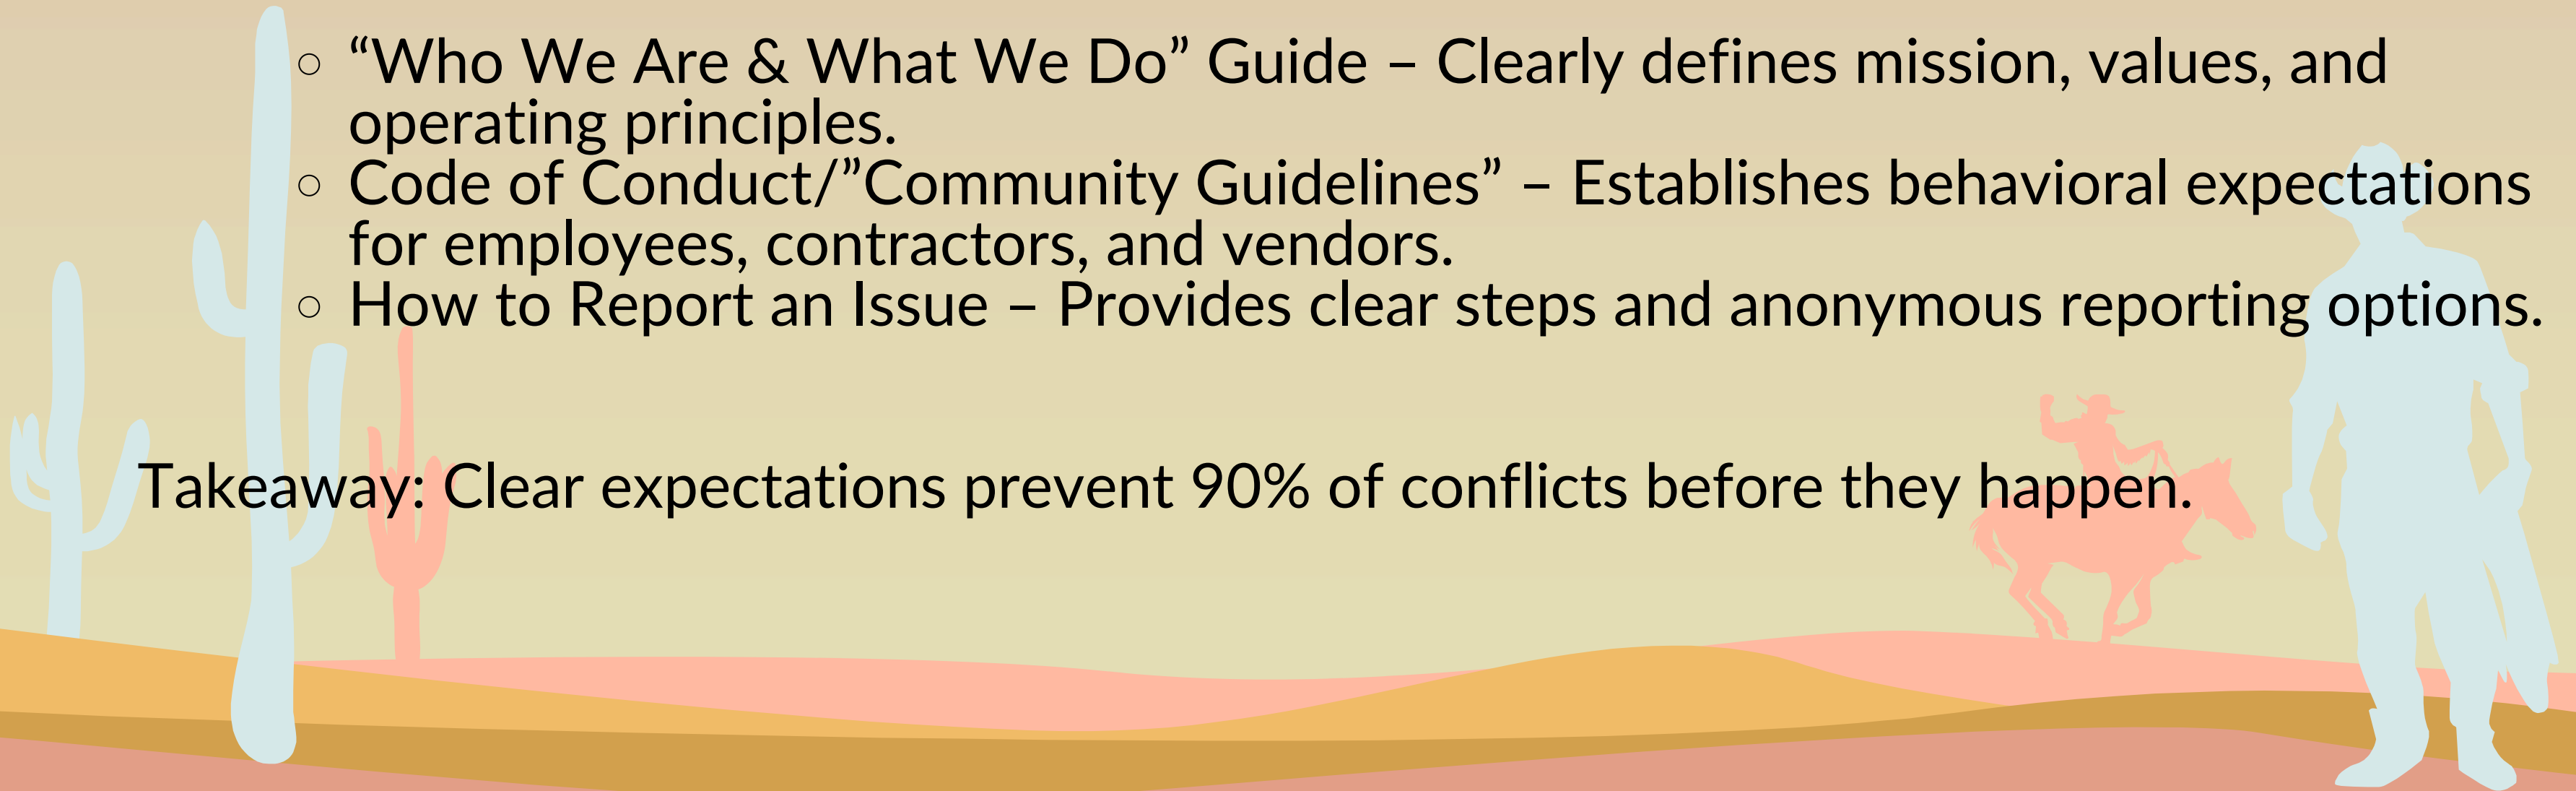 ○ “Who We Are & What We Do” Guide – Clearly defines mission, values, and
operating principles.
○ Code of Conduct/”Community Guidelines” – Establishes behavioral expectations
for employees, contractors, and vendors.
○ How to Report an Issue – Provides clear steps and anonymous reporting options.
Takeaway: Clear expectations prevent 90% of conflicts before they happen.